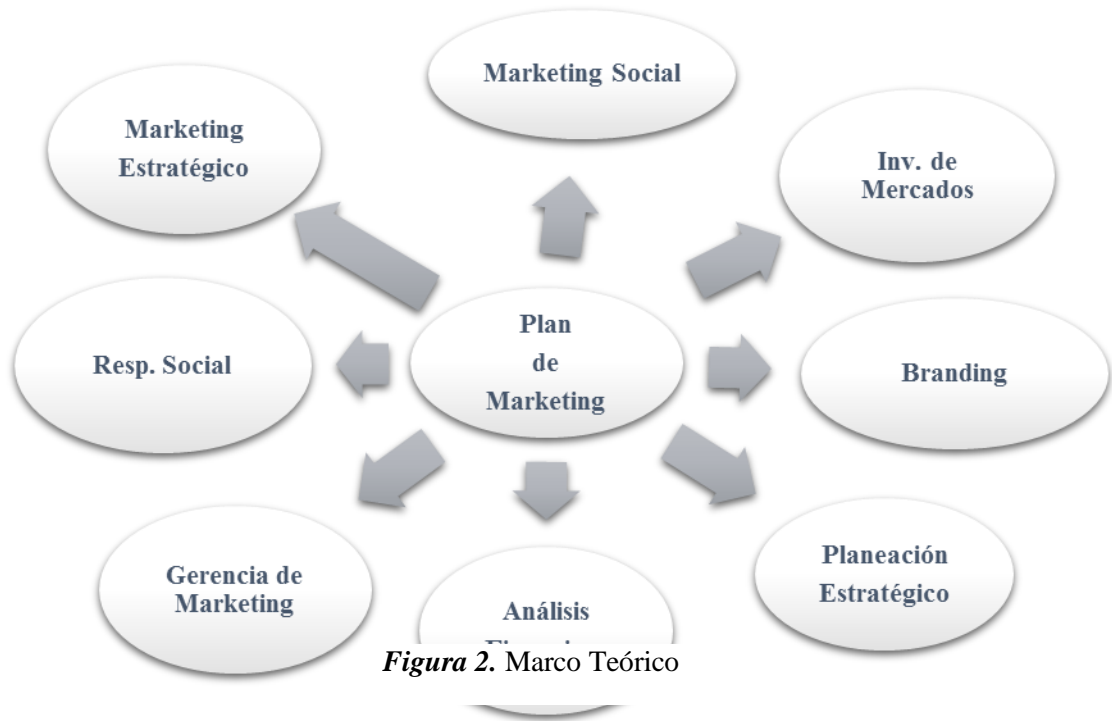 Marketing Social
Marketing
Estratégico
Inv. de
Mercados
Resp. Social
Plan
de
Marketing
Branding
Gerencia de
Marketing
Análisis
Planeación
Estratégico
Figura 2. Marco Teórico